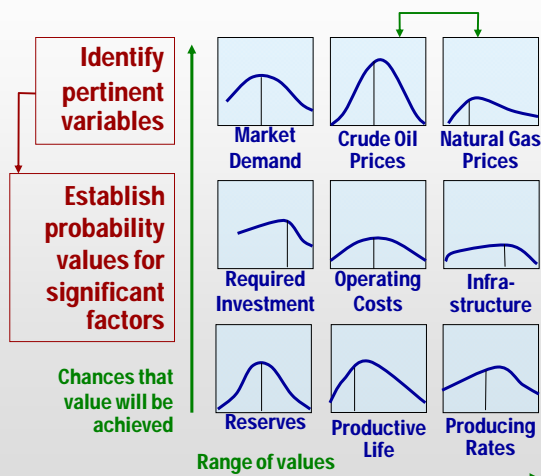 Identify
pertinent
variables
Establish
probability
values for
significant
factors
Chances that
value will be
achieved
Market
Demand
Crude Oil
Prices
Natural Gas
Prices
Required
Investment
Operating
Costs
Infra-
structure
Reserves
Productive
Life
Producing
Rates
Range of values